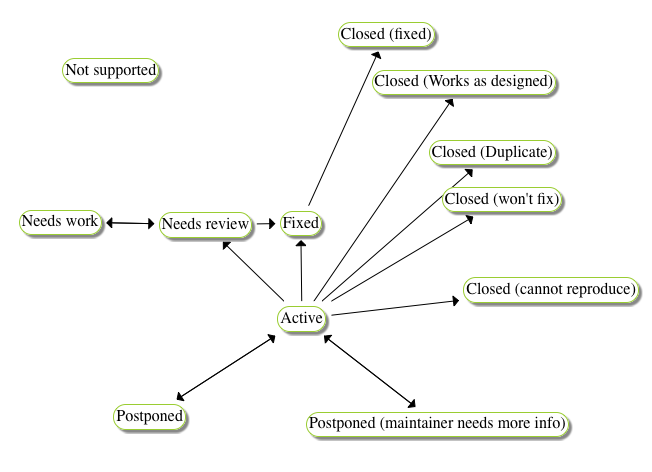 Closed (fixed)
Not supported
Closed (Works as designed)
Closed (Duplicate)
Closed (won't fix)
Needs work
Needs review
Fixed
Closed (cannot reproduce)
Active
Postponed
Postponed (maintainer needs more info)